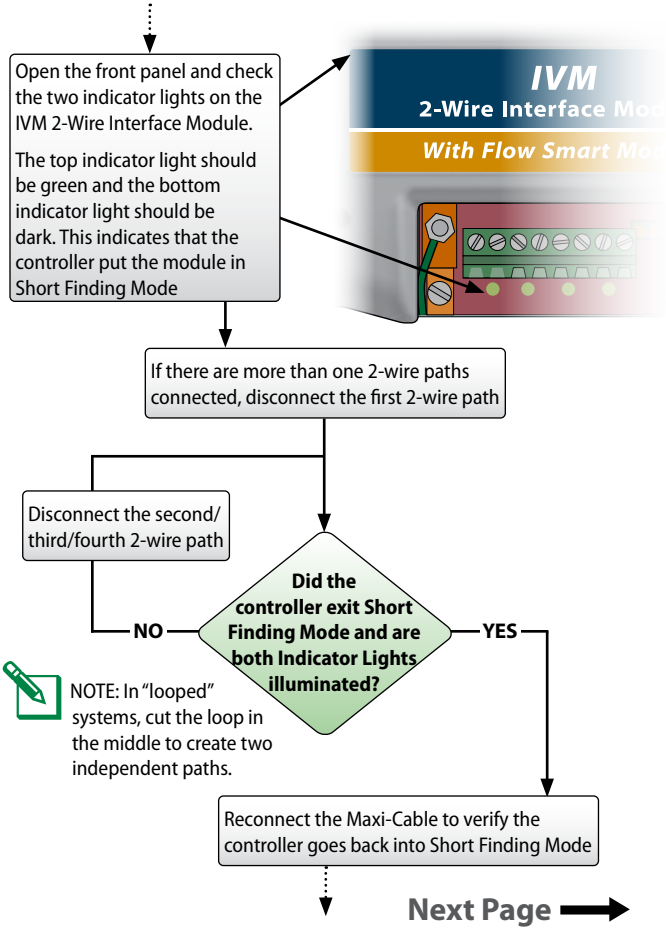 Open the front panel and check
the two indicator lights on the
IVM 2-Wire Interface Module.
The top indicator light should
be green and the bottom
indicator light should be
dark. This indicates that the
controller put the module in
Short Finding Mode
IVM
2-Wire Interface Mod
With Flow Smart Mod
If there are more than one 2-wire paths
connected, disconnect the first 2-wire path
Disconnect the second/
third/fourth 2-wire path
Did the
controller exit Short
Finding Mode and are
both Indicator Lights
illuminated?
NO
YES
NOTE: In “looped”
systems, cut the loop in
the middle to create two
independent paths.
Reconnect the Maxi-Cable to verify the
controller goes back into Short Finding Mode
Next Page